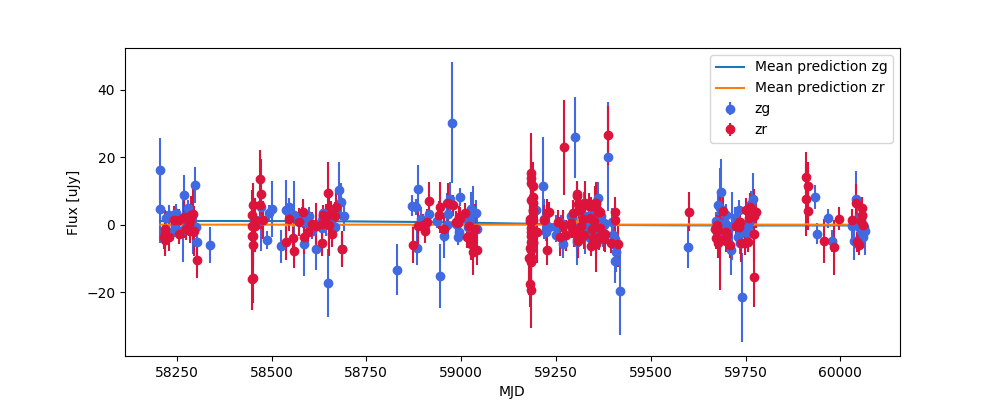 Mean prediction zg
Mean prediction zr
zg
zr
Flux [uJy]
40
20
0
−20
58250
58500
58750
59000
59250
59500
59750
60000
MJD